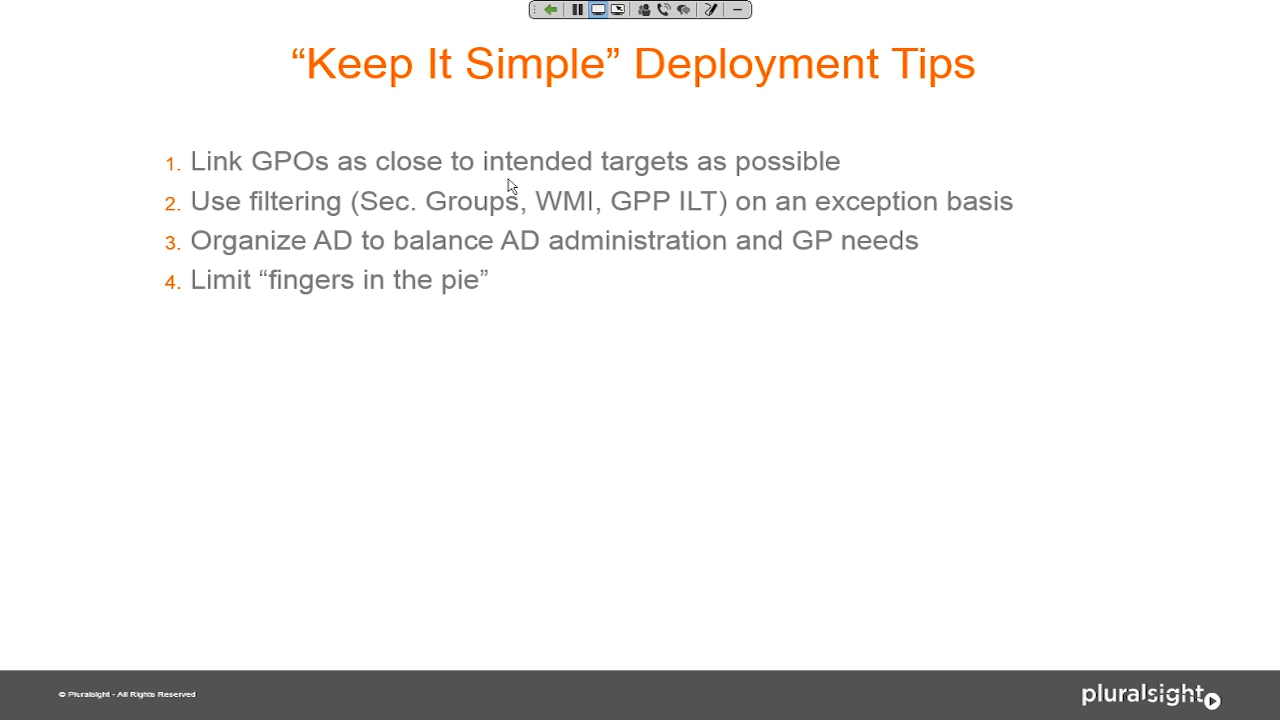 “Keep It Simple” Deployment Tips
1. Link GPOs as close to intended targets as possible
2. Use filtering (Sec. Groups, WMI, GPP ILT) on an exception basis
3. Organize AD to balance AD administration and GP needs
4. Limit “fingers in the pie”
© Pluralsight - All Rights Reserved
pluralsight